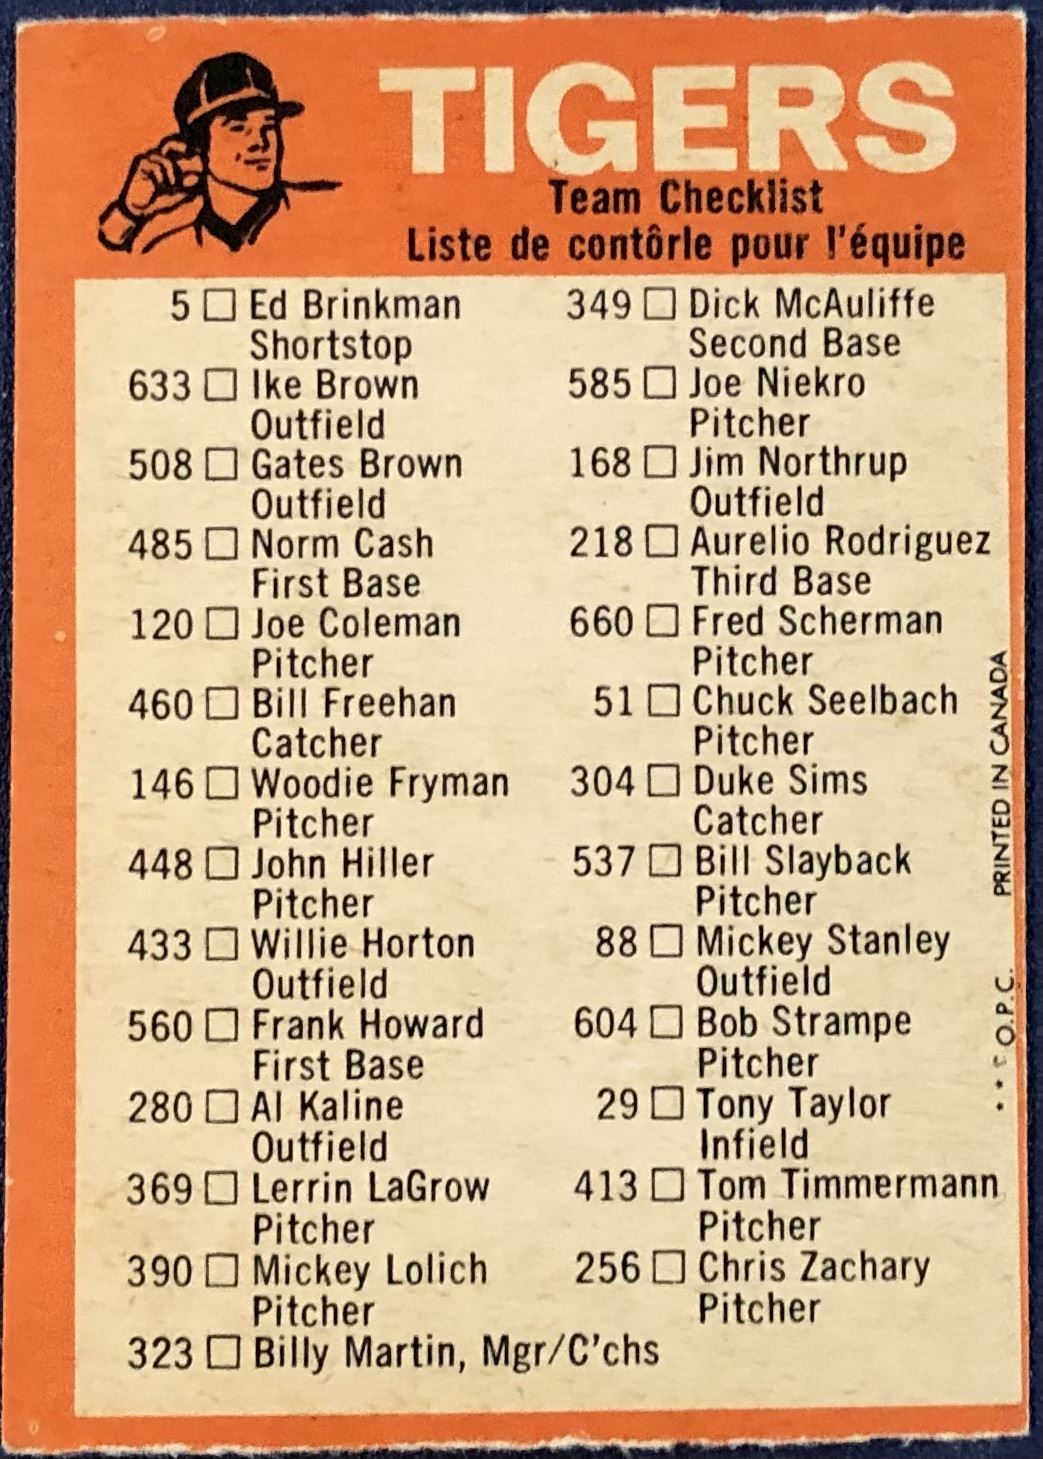 TIGERS
Team Checklist
Liste de contôrle pour l'équipe
5 □ Ed Brinkman
Shortstop
633 □ Ike Brown
Outfield
508 □ Gates Brown
Outfield
485 □ Norm Cash
First Base
120 □ Joe Coleman
Pitcher
460 □ Bill Freehan
Catcher
146 □ Woodie Fryman
Pitcher
448 □ John Hiller
Pitcher
433 □ Willie Horton
Outfield
560 □ Frank Howard
First Base
280 □ Al Kaline
Outfield
369 □ Lerrin LaGrow
Pitcher
390 □ Mickey Lolich
Pitcher
323 □ Billy Martin, Mgr/C'chs
349 □ Dick McAuliffe
Second Base
585 □ Joe Niekro
Pitcher
168 □ Jim Northrup
Outfield
218 □ Aurelio Rodriguez
Third Base
660 □ Fred Scherman
Pitcher
51 □ Chuck Seelbach
Pitcher
304 □ Duke Sims
Catcher
537 □ Bill Slayback
Pitcher
88 □ Mickey Stanley
Outfield
604 □ Bob Strampe
Pitcher
29 □ Tony Taylor
Infield
413 □ Tom Timmermann
Pitcher
256 □ Chris Zachary
Pitcher
O.P.C. PRINTED IN CANADA